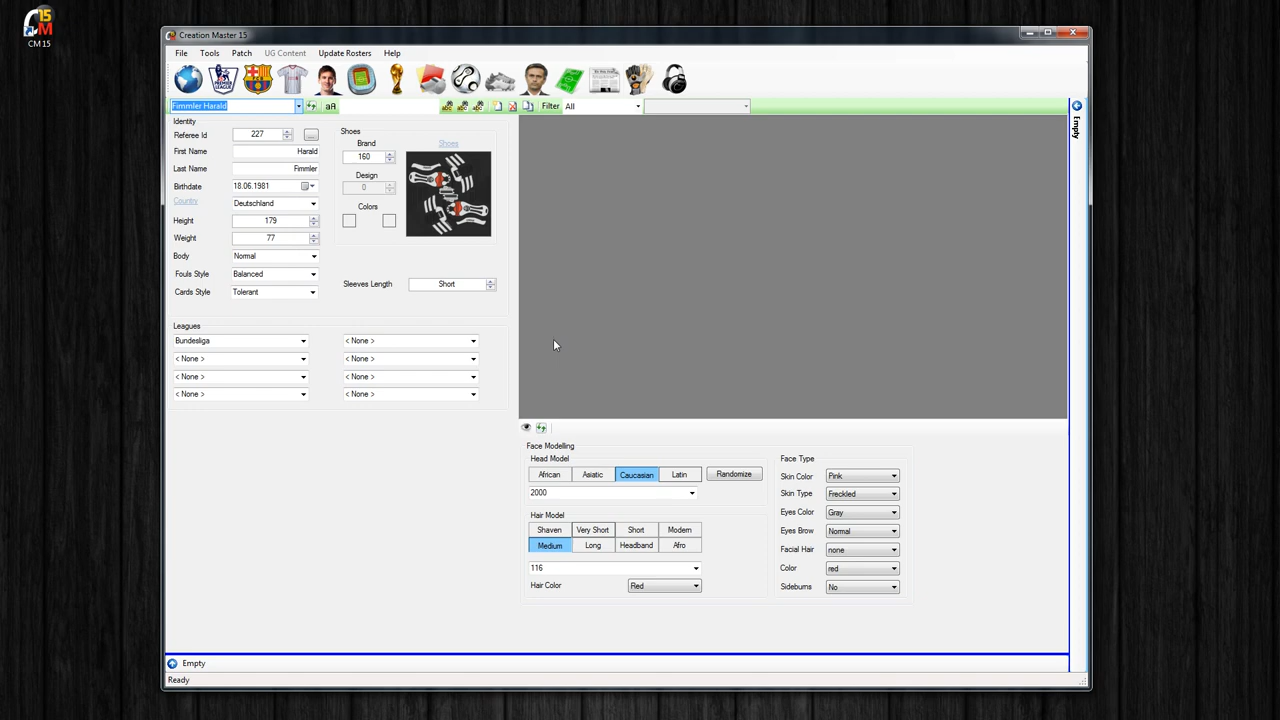 CM 15
Creation Master 15
File Tools Patch UG Content Update Rosters Help
Fimmler Harald aA Filter All
Identity
Referee Id 227 ...
First Name Harald
Last Name Fimmler
Birthdate 18.06.1981
Country Deutschland
Height 179
Weight 77
Body Normal
Fouls Style Balanced
Cards Style Tolerant
Shoes
Brand Shoes
160
Design
0
Colors
Sleeves Length Short
Leagues
Bundesliga < None >
< None > < None >
< None > < None >
< None > < None >
Empty
Face Modelling
Head Model
African Asiatic Caucasian Latin Randomize
2000
Hair Model
Shaven Very Short Short Modern
Medium Long Headband Afro
116
Hair Color Red
Face Type
Skin Color Pink
Skin Type Freckled
Eyes Color Gray
Eyes Brow Normal
Facial Hair none
Color red
Sideburns No
Empty
Ready